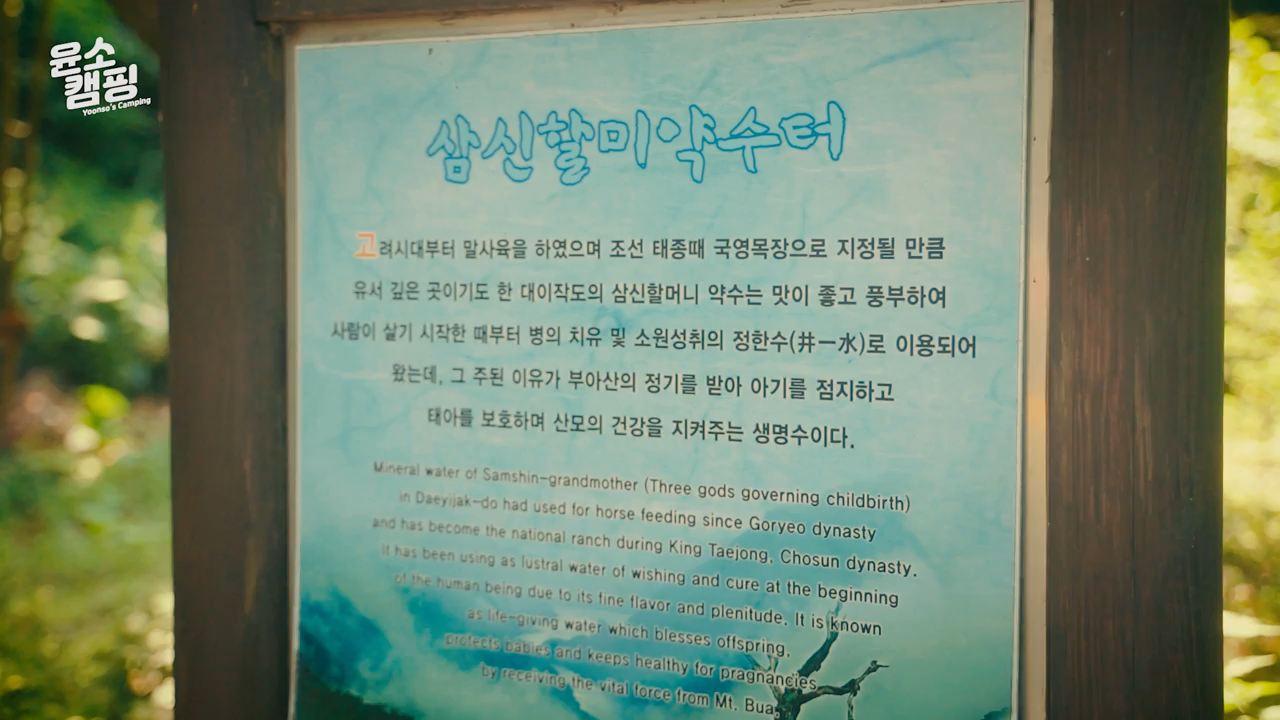 윤소
캠핑
Yoonso's Camping
삼신할미약수터
고려시대부터 말사육을 하였으며 조선 태종때 국영목장으로 지정될 만큼
유서 깊은 곳이기도 한 대이작도의 삼신할머니 약수는 맛이 좋고 풍부하여
사람이 살기 시작한 때부터 병의 치유 및 소원성취의 정한수(井一水)로 이용되어
왔는데, 그 주된 이유가 부아산의 정기를 받아 아기를 점지하고
태아를 보호하며 산모의 건강을 지켜주는 생명수이다.
Mineral water of Samshin-grandmother (Three gods governing childbirth)
in Daeyijak-do had used for horse feeding since Goryeo dynasty
and has become the national ranch during King Taejong, Chosun dynasty.
It has been using as lustral water of wishing and cure at the beginning
of the human being due to its fine flavor and plenitude. It is known
as life-giving water which blesses offspring,
protects babies and keeps healthy for pragnancies
by receiving the vital force from Mt. Bua.